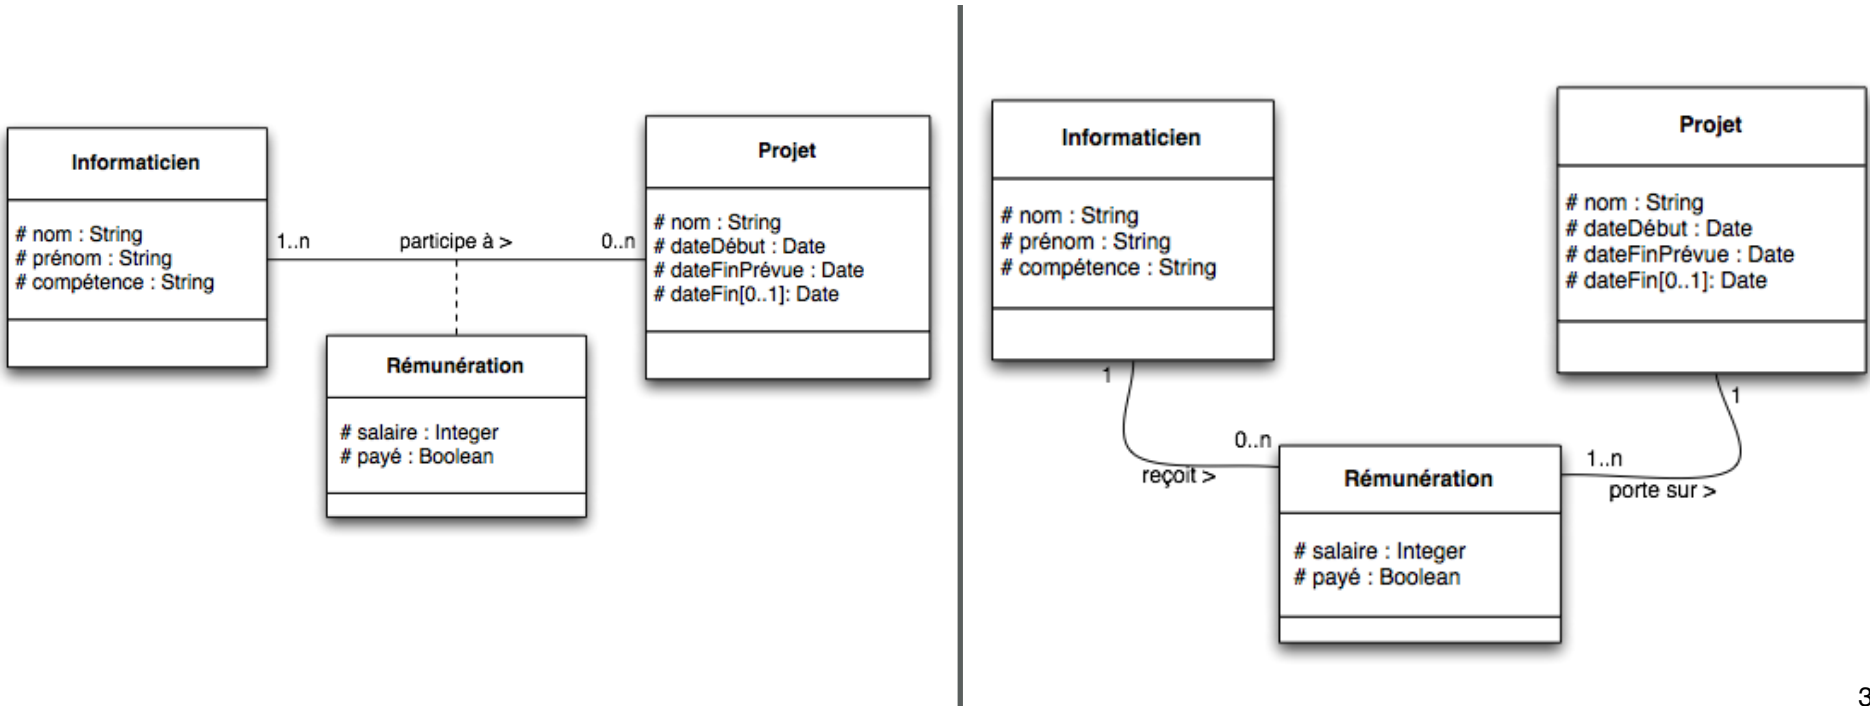 Informaticien
# nom : String
# prénom : String
# compétence : String
1..n
participe à >
0..n
Projet
# nom : String
# dateDébut : Date
# dateFinPrévue : Date
# dateFin[0..1]: Date
Rémunération
# salaire : Integer
# payé : Boolean
Informaticien
# nom : String
# prénom : String
# compétence : String
Projet
# nom : String
# dateDébut : Date
# dateFinPrévue : Date
# dateFin[0..1]: Date
1
1
0..n
reçoit >
1..n
porte sur >
Rémunération
# salaire : Integer
# payé : Boolean
3